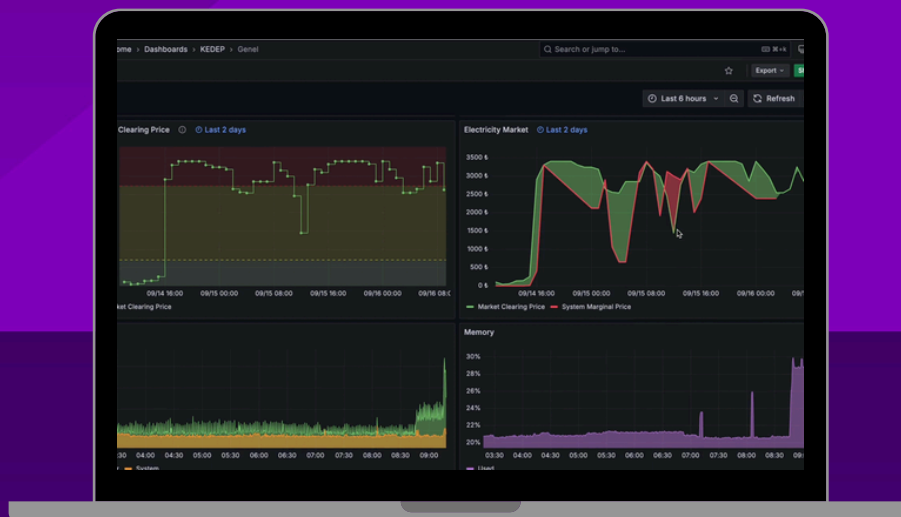 ome › Dashboards › KEDEP › Genel
Search or jump to...
⌘+k
Export
Last 6 hours
Refresh
Clearing Price
Last 2 days
09/14 16:00 09/15 00:00 09/15 08:00 09/15 16:00 09/16 00:00 09/16 08:0
ket Clearing Price
Electricity Market
Last 2 days
3500 ₺
3000 ₺
2500 ₺
2000 ₺
1500 ₺
1000 ₺
500 ₺
0 ₺
09/14 16:00 09/15 00:00 09/15 08:00 09/15 16:00 09/16 00:00 09/1
Market Clearing Price System Marginal Price
:30 04:00 04:30 05:00 05:30 06:00 06:30 07:00 07:30 08:00 08:30 09:00
System
Memory
30%
28%
26%
24%
22%
20%
03:30 04:00 04:30 05:00 05:30 06:00 06:30 07:00 07:30 08:00 08:30 09:
Used